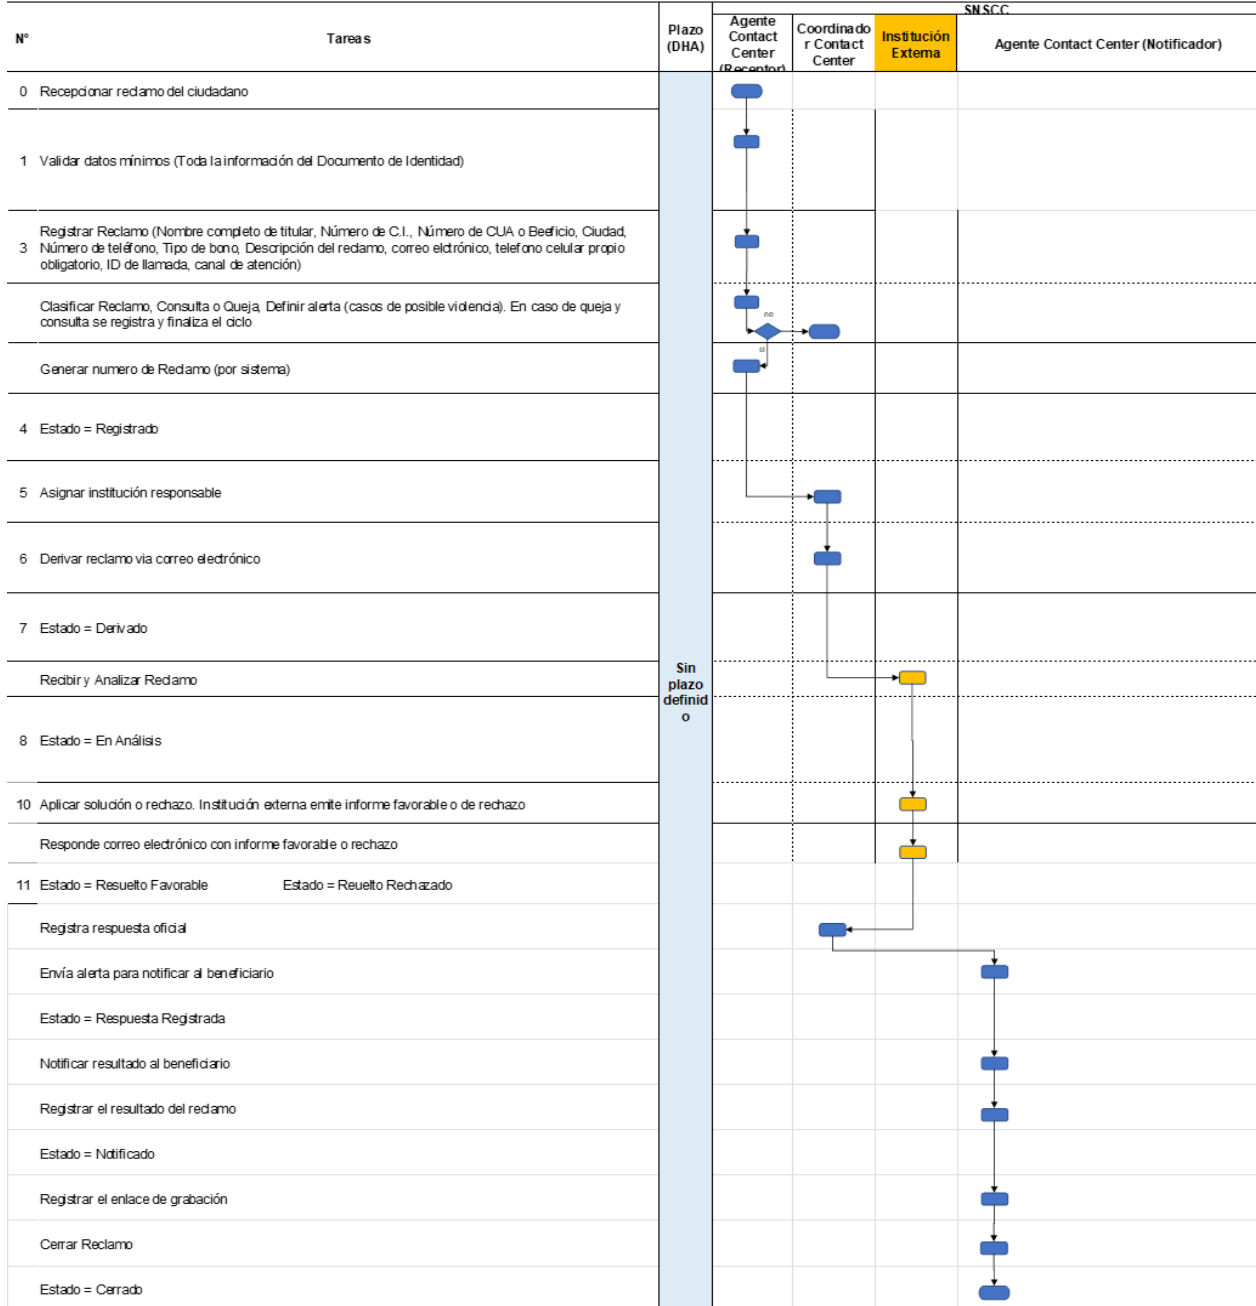 SNSCC
N°
Tareas
Plazo
(DHA)
Agente
Contact
Center
(Receptor)
Coordinado
r Contact
Center
Institución
Externa
Agente Contact Center (Notificador)
0 Recepcionar reclamo del ciudadano
1 Validar datos mínimos (Toda la información del Documento de Identidad)
3 Registrar Reclamo (Nombre completo de titular, Número de C.I., Número de CUA o Beeficio, Ciudad,
Número de teléfono, Tipo de bono, Descripción del reclamo, correo elctrónico, telefono celular propio
obligatorio, ID de llamada, canal de atención)
Clasificar Reclamo, Consulta o Queja, Definir alerta (casos de posible violencia). En caso de queja y
consulta se registra y finaliza el ciclo
no
si
Generar numero de Reclamo (por sistema)
4 Estado = Registrado
5 Asignar institución responsable
6 Derivar reclamo via correo electrónico
7 Estado = Derivado
Sin
plazo
definid
o
Recibir y Analizar Reclamo
8 Estado = En Análisis
10 Aplicar solución o rechazo. Institución externa emite informe favorable o de rechazo
Responde correo electrónico con informe favorable o rechazo
11 Estado = Resuelto Favorable Estado = Reuelto Rechazado
Registra respuesta oficial
Envía alerta para notificar al beneficiario
Estado = Respuesta Registrada
Notificar resultado al beneficiario
Registrar el resultado del reclamo
Estado = Notificado
Registrar el enlace de grabación
Cerrar Reclamo
Estado = Cerrado